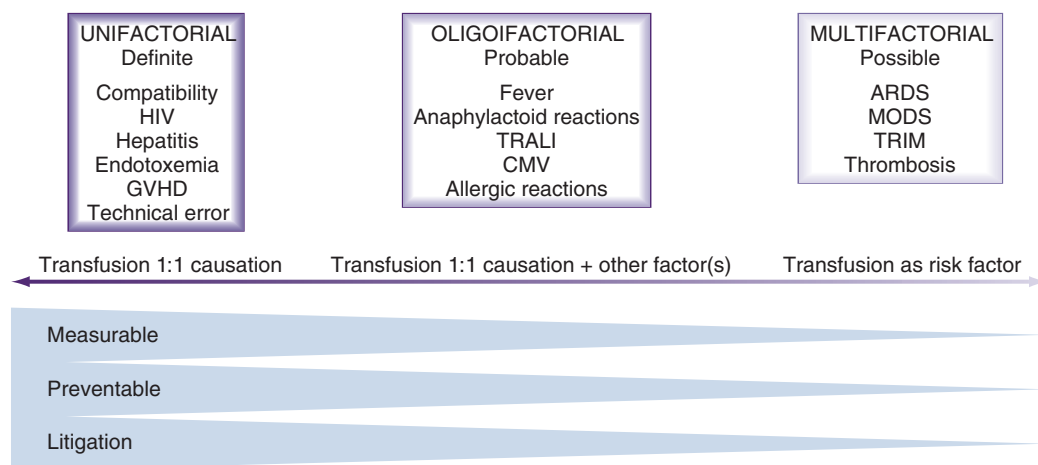 UNIFACTORIAL
Definite
Compatibility
HIV
Hepatitis
Endotoxemia
GVHD
Technical error
OLIGOIFACTORIAL
Probable
Fever
Anaphylactoid reactions
TRALI
CMV
Allergic reactions
MULTIFACTORIAL
Possible
ARDS
MODS
TRIM
Thrombosis
Transfusion 1:1 causation
Transfusion 1:1 causation + other factor(s)
Transfusion as risk factor
Measurable
Preventable
Litigation